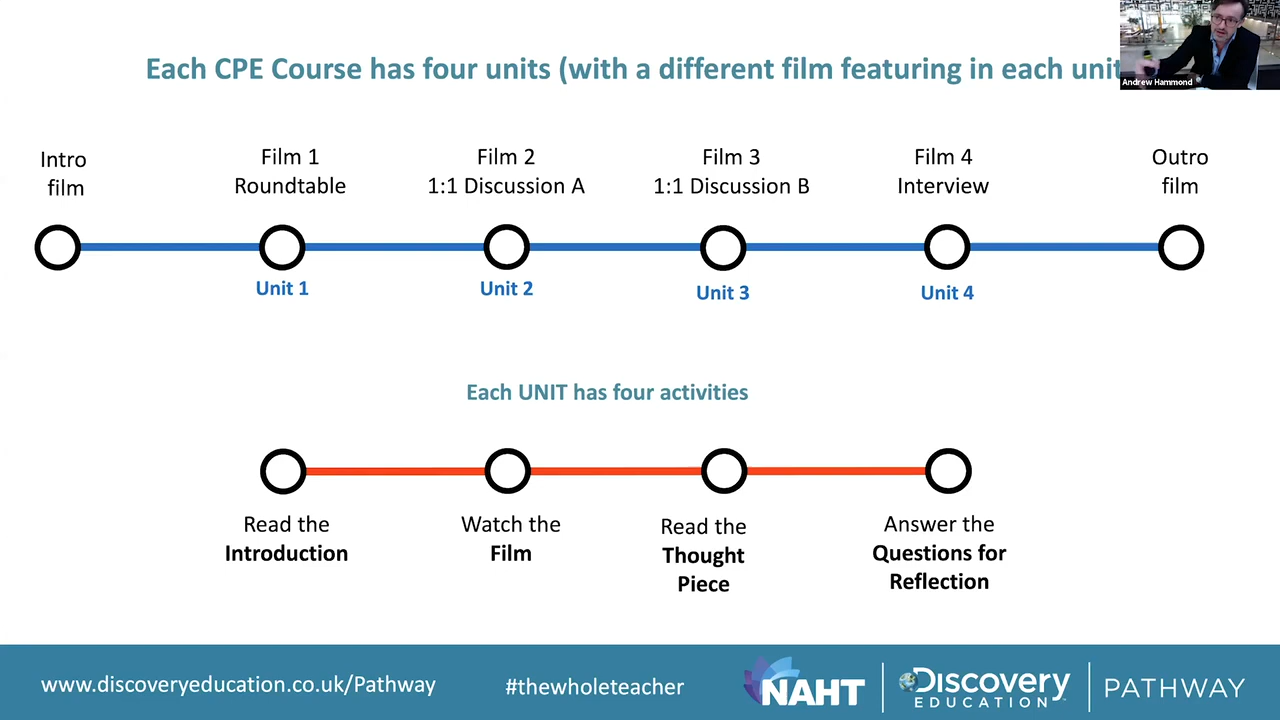 Each CPE Course has four units (with a different film featuring in each unit
Andrew Hammond
Intro
film
Film 1
Roundtable
Film 2
1:1 Discussion A
Film 3
1:1 Discussion B
Film 4
Interview
Outro
film
Unit 1
Unit 2
Unit 3
Unit 4
Each UNIT has four activities
Read the
Introduction
Watch the
Film
Read the
Thought
Piece
Answer the
Questions for
Reflection
www.discoveryeducation.co.uk/Pathway
#thewholeteacher
NAHT
Discovery
EDUCATION
PATHWAY